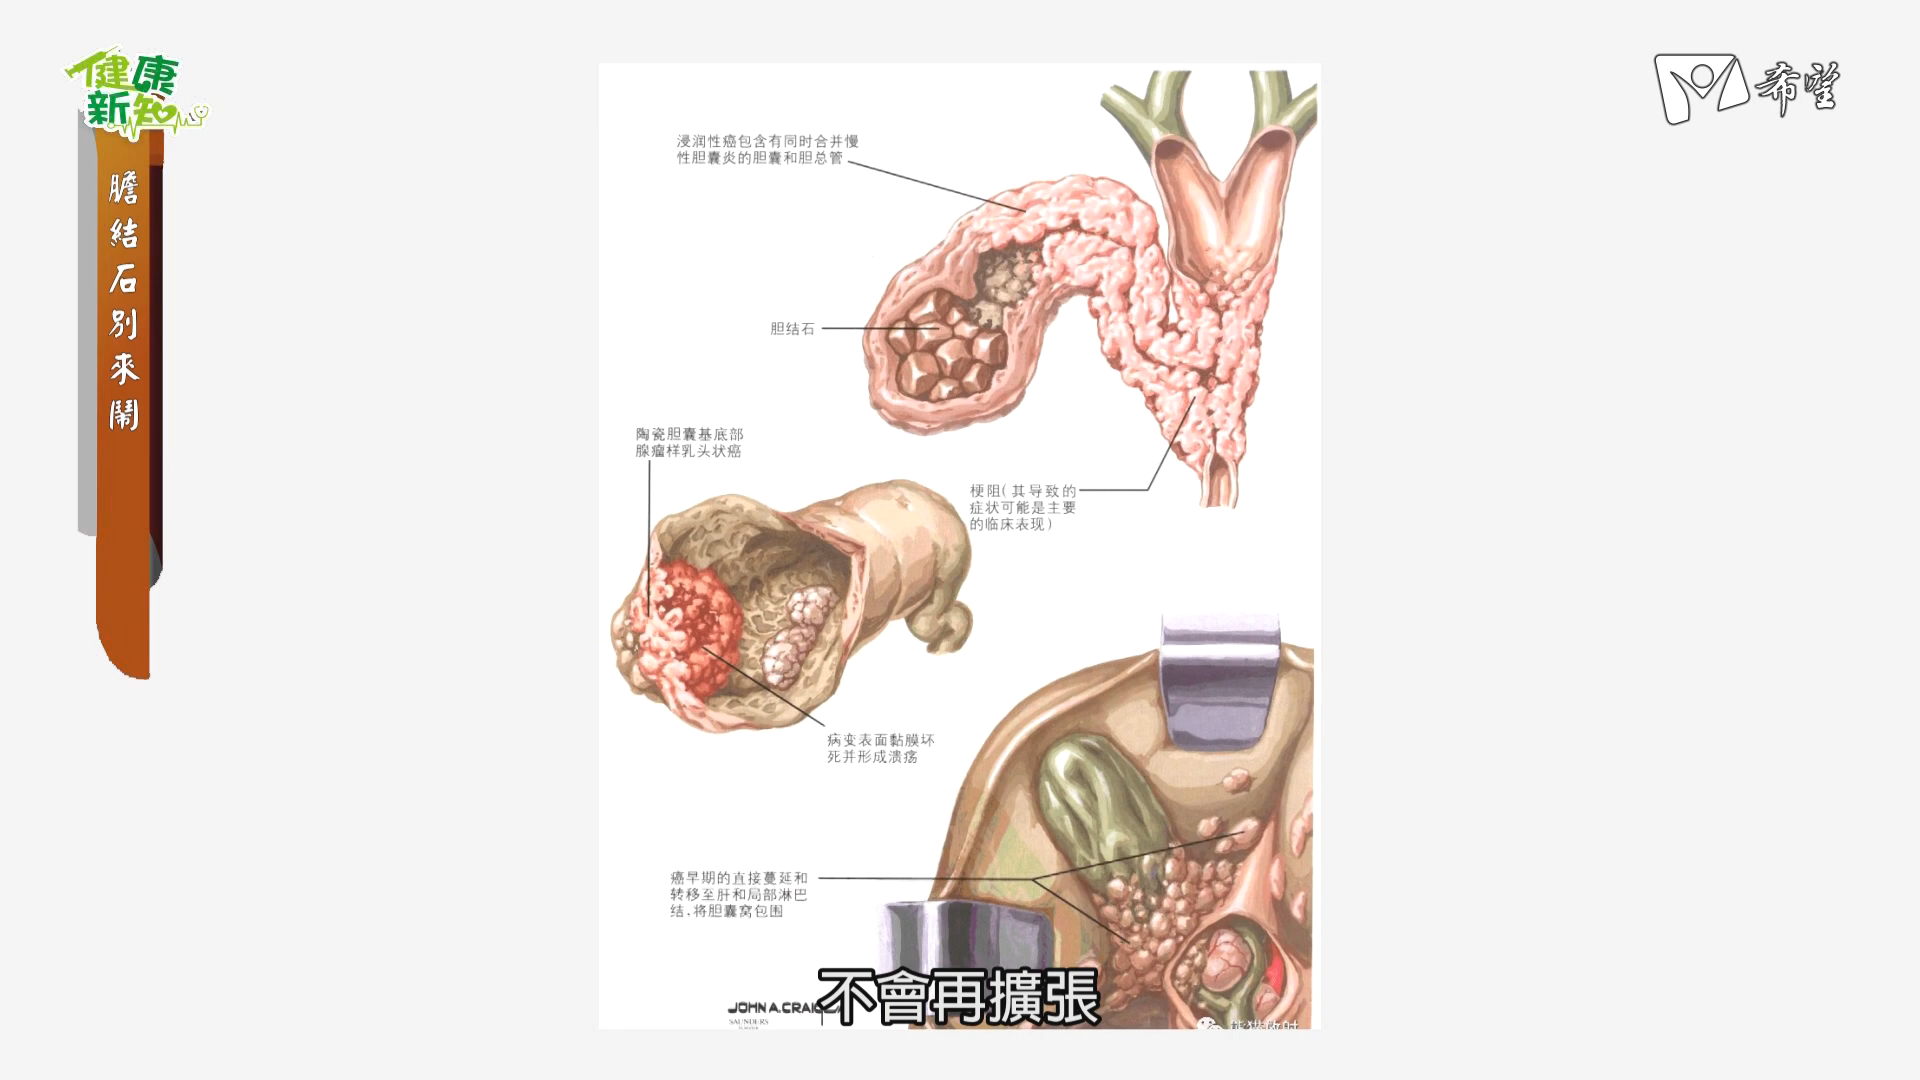 健康
新知
膽結石別來鬧
希望
浸润性癌包含有同时合并慢
性胆囊炎的胆囊和胆总管
胆结石
陶瓷胆囊基底部
腺瘤样乳头状癌
梗阻(其导致的
症状可能是主要
的临床表现)
病变表面黏膜坏
死并形成溃疡
癌早期的直接蔓延和
转移至肝和局部淋巴
结,将胆囊窝包围
JOHN A. CRAIG
SAUNDERS
不會再擴張